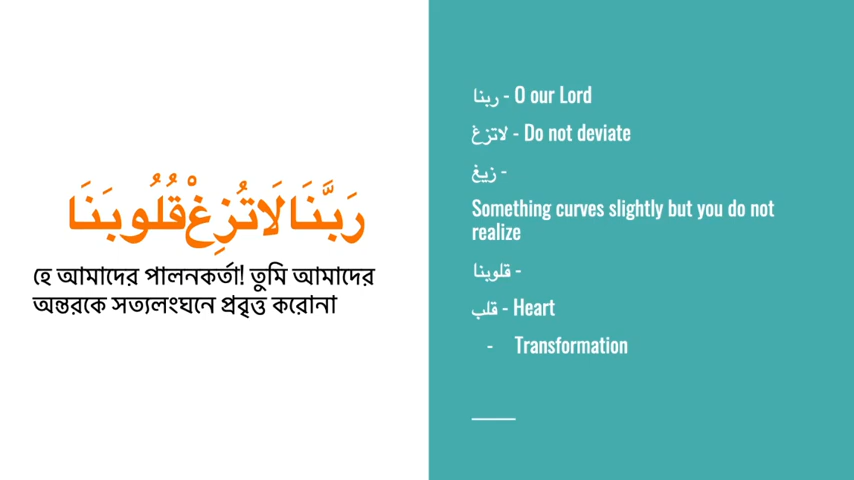 رَبَّنَا لَا تُزِغْ قُلُوبَنَا
হে আমাদের পালনকর্তা! তুমি আমাদের
অন্তরকে সত্যলংঘনে প্রবৃত্ত করোনা
ربنا - O our Lord
لاتزغ - Do not deviate
زيغ -
Something curves slightly but you do not
realize
قلوبنا -
قلب - Heart
- Transformation